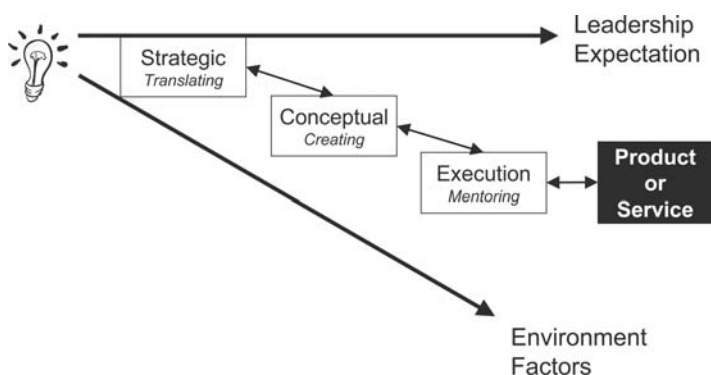 Leadership
Expectation
Strategic
Translating
Conceptual
Creating
Execution
Mentoring
Product
or
Service
Environment
Factors